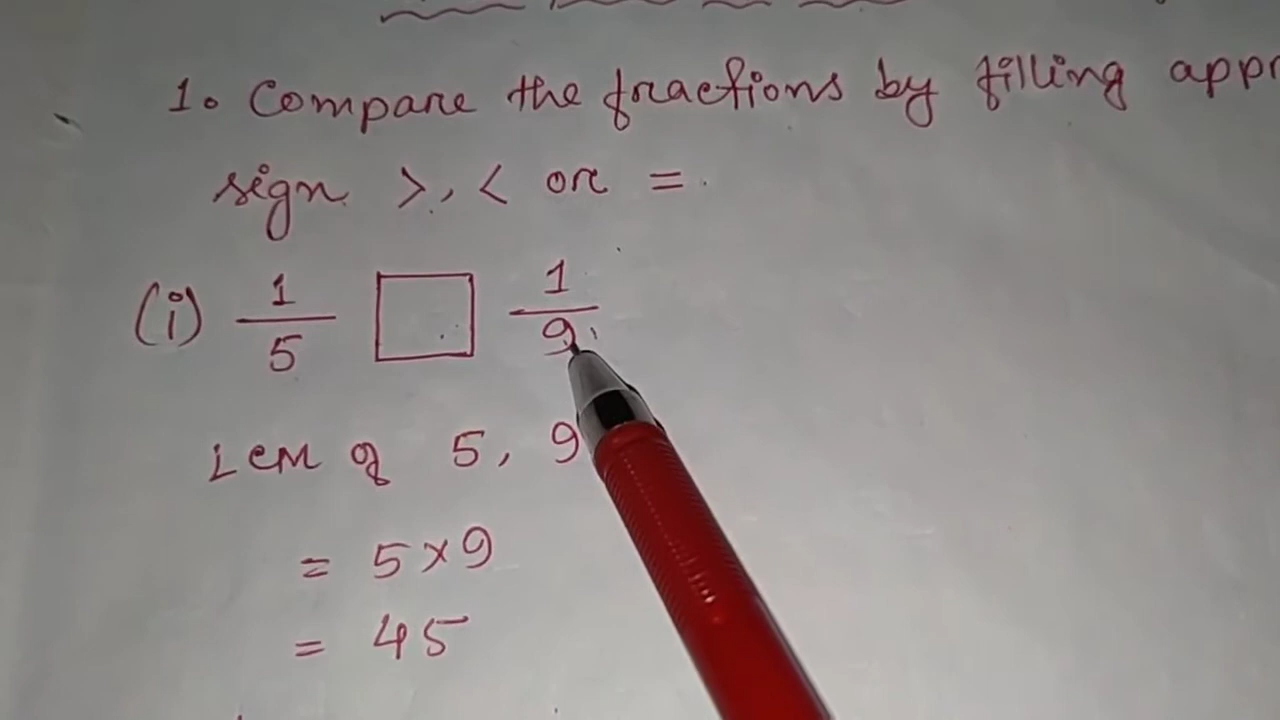 1. Compare the fractions by filling appr
sign >, < or =.
(i) 1/5 □ 1/9
LCM of 5, 9
= 5×9
= 45